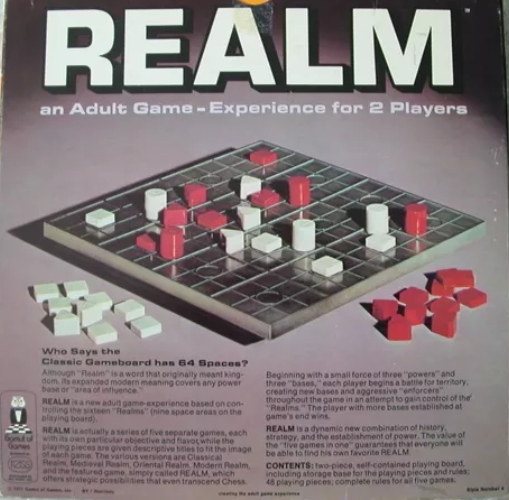 REALM
™
an Adult Game - Experience for 2 Players
Who Says the
Classic Gameboard has 64 Spaces?
Although "Realm" is a word that originally meant king-
dom, its expanded modern meaning covers any power
base or "area of influence."
REALM is a new adult game-experience based on con-
trolling the sixteen "Realms" (nine space areas on the
playing board).
REALM is actually a series of five separate games, each
with its own particular objective and flavor, while the
playing pieces are given descriptive titles to fit the image
of each game. The various versions are Classical
Realm, Medieval Realm, Oriental Realm, Modern Realm,
and the featured game, simply called REALM, which
offers strategic possibilities that even transcend Chess.
Beginning with a small force of three "powers" and
three "bases," each player begins a battle for territory,
creating new bases and aggressive "enforcers"
throughout the game in an attempt to gain control of the
"Realms." The player with more bases established at
game's end wins.
REALM is a dynamic new combination of history,
strategy, and the establishment of power. The value of
the "five games in one" guarantees that everyone will
be able to find his own favorite REALM
CONTENTS: two-piece, self-contained playing board,
including storage base for the playing pieces and rules;
48 playing pieces; complete rules for all five games.
of
Games
creating the adult game experience